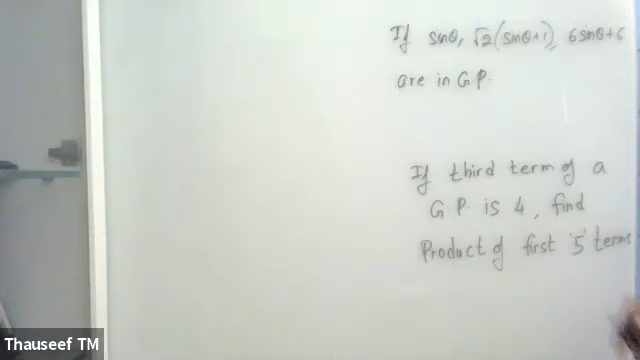 If sinθ, √2(sinθ+1), 6sinθ+6
are in G.P.
If third term of a
G.P. is 4, find
Product of first '5' terms
Thauseef TM